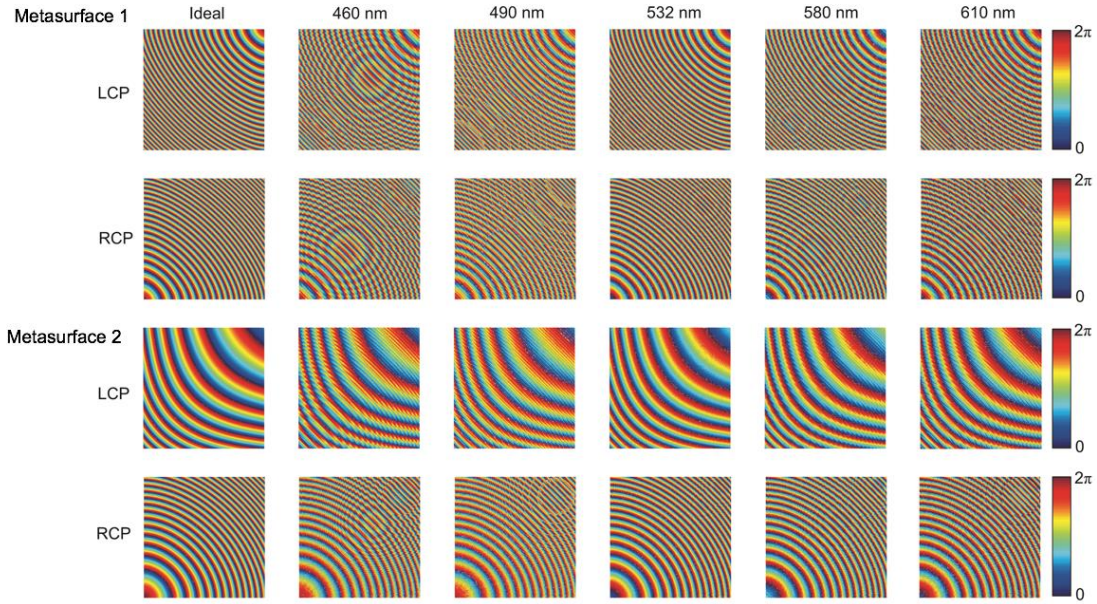 Metasurface 1 Ideal 460 nm 490 nm 532 nm 580 nm 610 nm
LCP 2π
0
RCP 2π
0
Metasurface 2 2π
LCP
0
RCP 2π
0